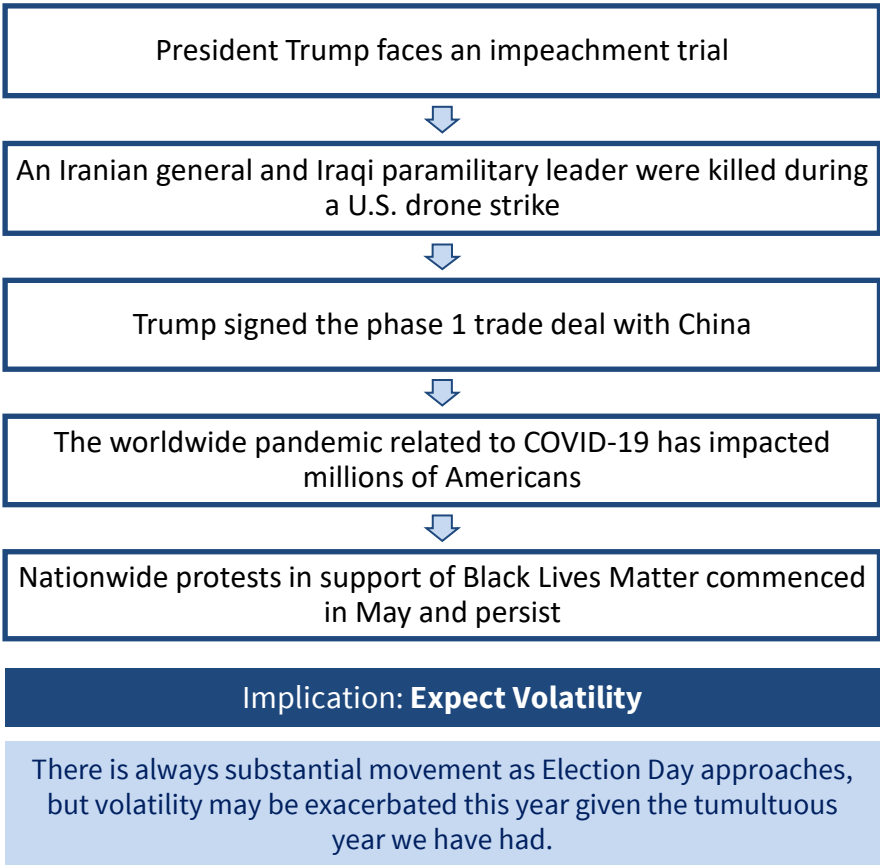 President Trump faces an impeachment trial
An Iranian general and Iraqi paramilitary leader were killed during
a U.S. drone strike
Trump signed the phase 1 trade deal with China
The worldwide pandemic related to COVID-19 has impacted
millions of Americans
Nationwide protests in support of Black Lives Matter commenced
in May and persist
Implication: Expect Volatility
There is always substantial movement as Election Day approaches,
but volatility may be exacerbated this year given the tumultuous
year we have had.